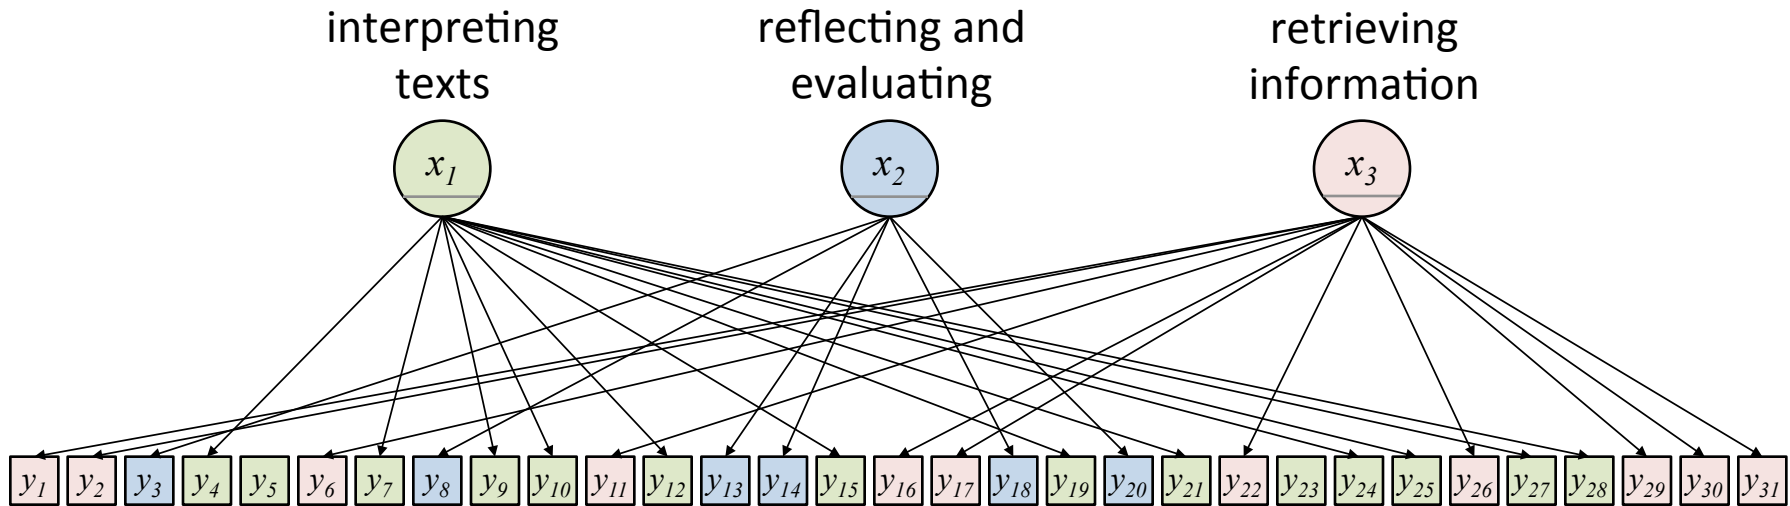 interpreting
texts
reflecting and
evaluating
retrieving
information
x1 x2 x3
y1 y2 y3 y4 y5 y6 y7 y8 y9 y10 y11 y12 y13 y14 y15 y16 y17 y18 y19 y20 y21 y22 y23 y24 y25 y26 y27 y28 y29 y30 y31